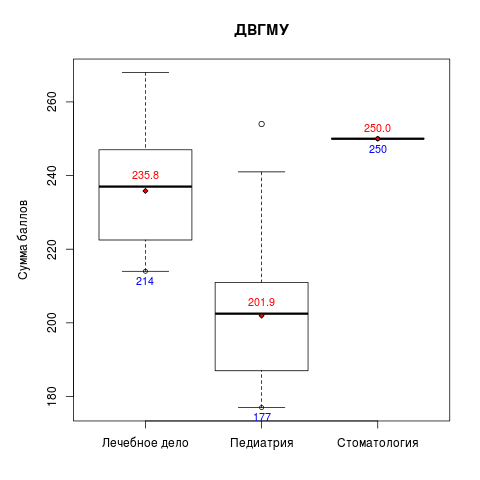 ДВГМУ
Сумма баллов
260
240
220
200
180
235.8
214
201.9
177
250.0
250
Лечебное дело
Педиатрия
Стоматология